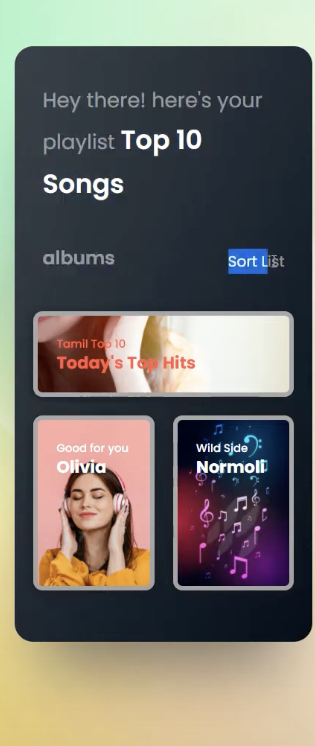 Hey there! here's your
playlist Top 10
Songs
albums
Sort List
Tamil Top 10
Today's Top Hits
Good for you
Olivia
Wild Side
Normoll